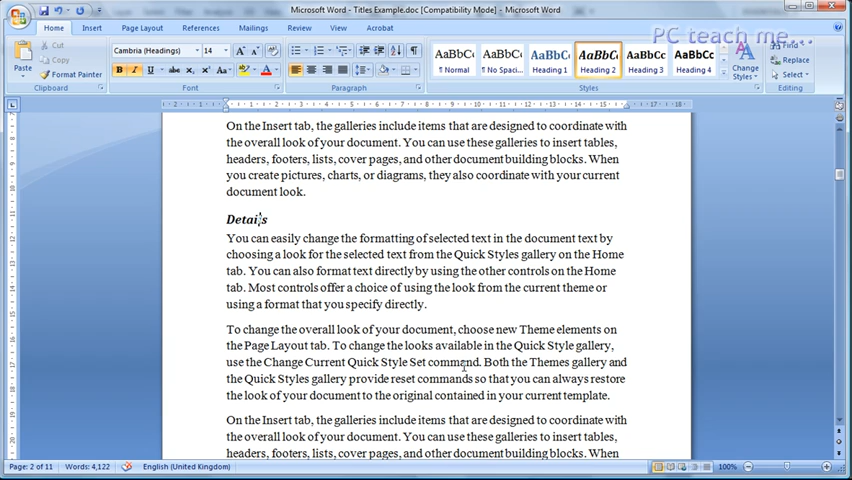 Microsoft Word - Titles Example.doc [Compatibility Mode] - Microsoft Word
PC teach me...
Home Insert Page Layout References Mailings Review View Acrobat
Cut
Copy
Format Painter
Paste
Clipboard
Cambria (Headings) 14
Font
Paragraph
AaBbC AaBbC AaBbC AaBbC AaBbC AaBbC
¶ Normal ¶ No Spaci... Heading 1 Heading 2 Heading 3 Heading 4
Change Styles
Styles
Find
Replace
Select
Editing
On the Insert tab, the galleries include items that are designed to coordinate with
the overall look of your document. You can use these galleries to insert tables,
headers, footers, lists, cover pages, and other document building blocks. When
you create pictures, charts, or diagrams, they also coordinate with your current
document look.
Details
You can easily change the formatting of selected text in the document text by
choosing a look for the selected text from the Quick Styles gallery on the Home
tab. You can also format text directly by using the other controls on the Home
tab. Most controls offer a choice of using the look from the current theme or
using a format that you specify directly.
To change the overall look of your document, choose new Theme elements on
the Page Layout tab. To change the looks available in the Quick Style gallery,
use the Change Current Quick Style Set command. Both the Themes gallery and
the Quick Styles gallery provide reset commands so that you can always restore
the look of your document to the original contained in your current template.
On the Insert tab, the galleries include items that are designed to coordinate with
the overall look of your document. You can use these galleries to insert tables,
headers, footers, lists, cover pages, and other document building blocks. When
Page: 2 of 11 Words: 4,122 English (United Kingdom) 100%